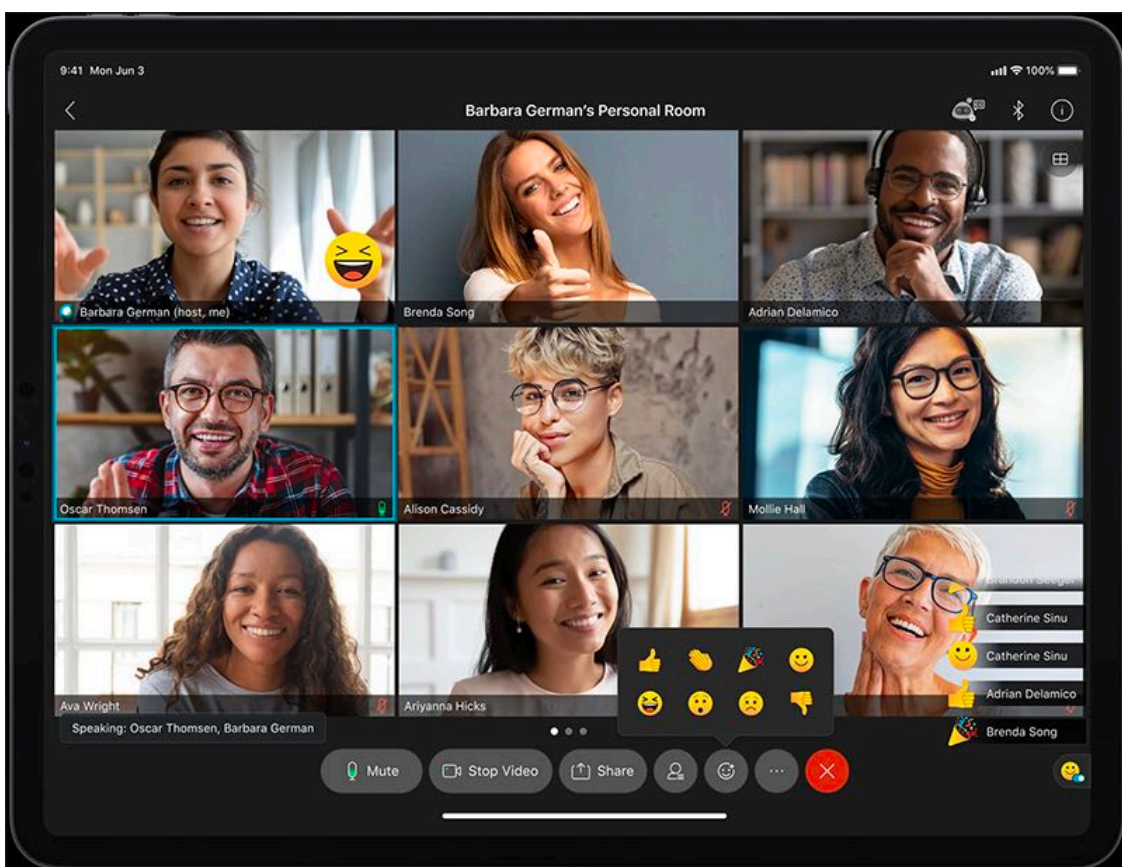 9:41 Mon Jun 3
100%
Barbara German's Personal Room
Barbara German (host, me)
Brenda Song
Adrian Delamico
Oscar Thomsen
Alison Cassidy
Mollie Hall
Brandon Seeger
Catherine Sinu
Catherine Sinu
Adrian Delamico
Ava Wright
Ariyanna Hicks
Brenda Song
Speaking: Oscar Thomsen, Barbara German
Mute
Stop Video
Share